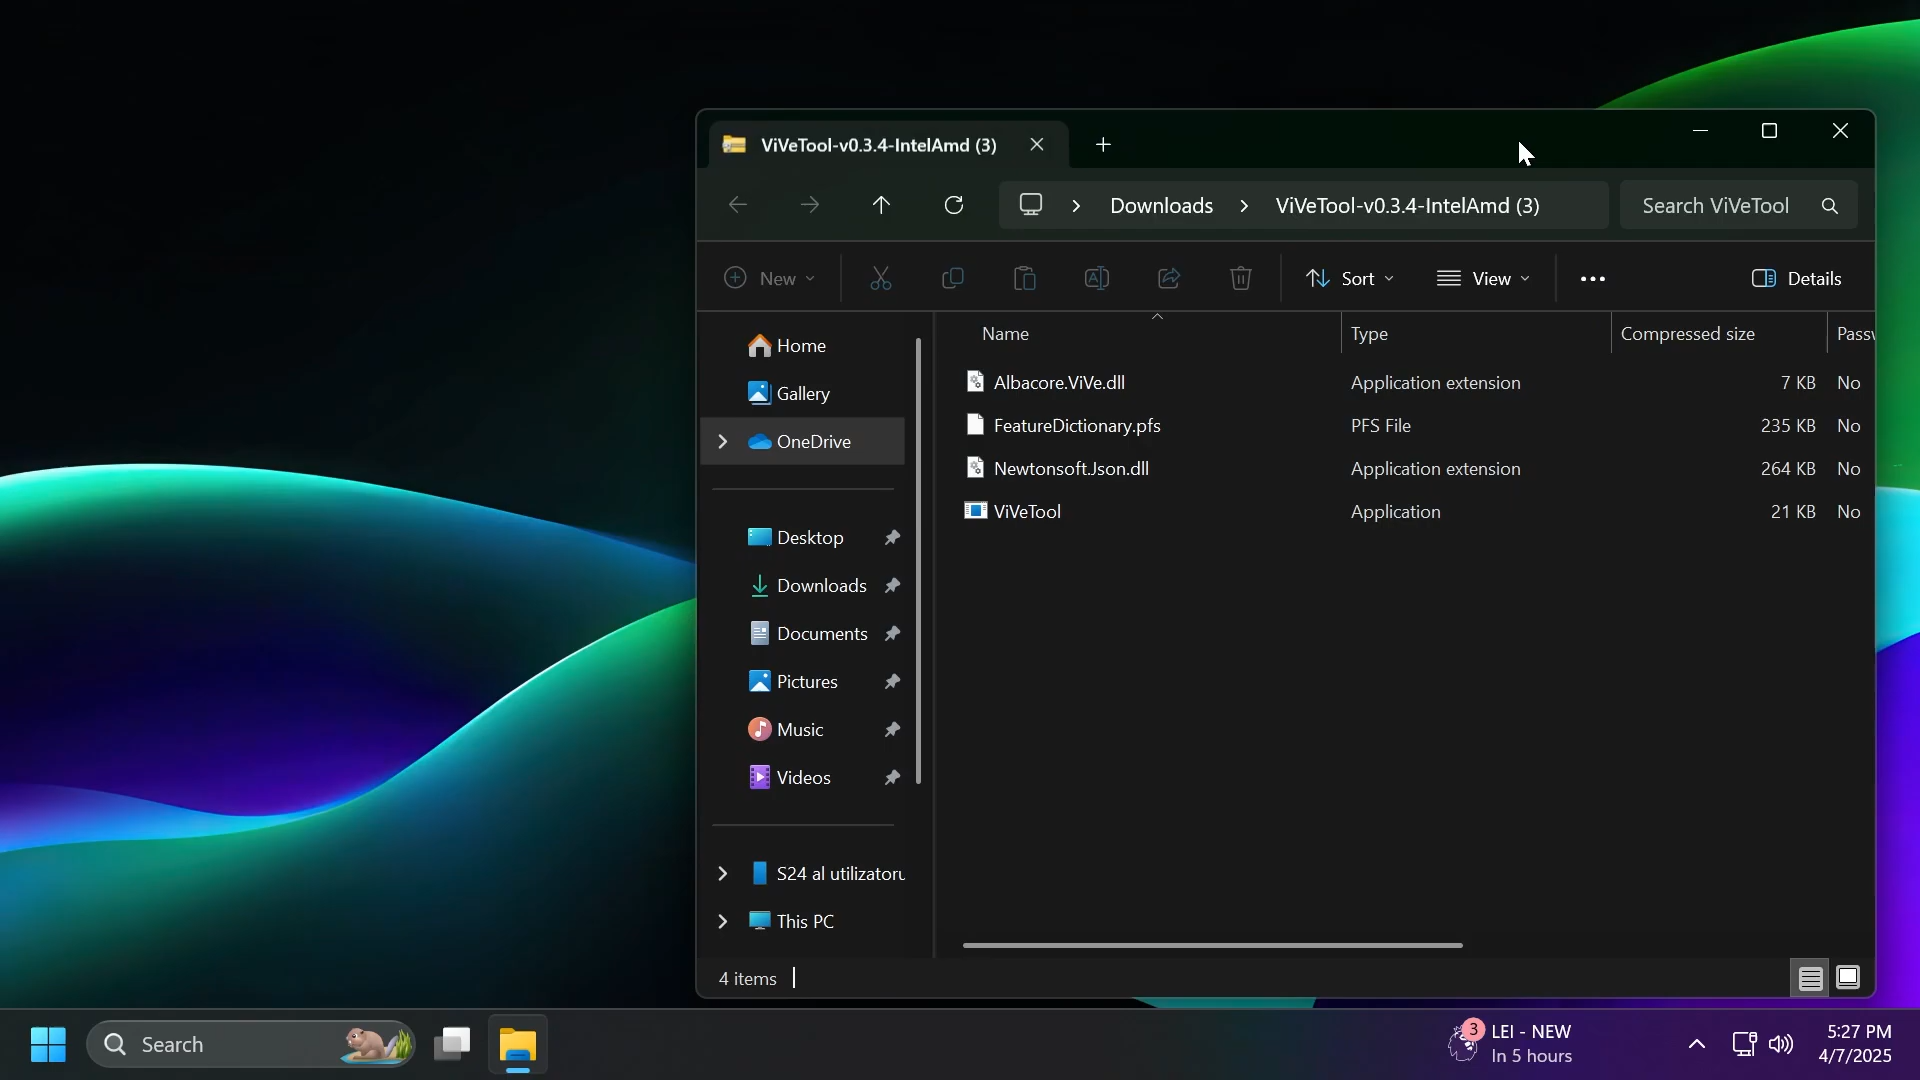 ViVeTool-v0.3.4-IntelAmd (3)
Downloads ViVeTool-v0.3.4-IntelAmd (3) Search ViVeTool
New Sort View Details
Name Type Compressed size Passw
Home
Gallery
OneDrive
Desktop
Downloads
Documents
Pictures
Music
Videos
S24 al utilizatoru
This PC
Albacore.ViVe.dll Application extension 7 KB No
FeatureDictionary.pfs PFS File 235 KB No
Newtonsoft.Json.dll Application extension 264 KB No
ViVeTool Application 21 KB No
4 items
Search
3 LEI - NEW
In 5 hours
5:27 PM
4/7/2025